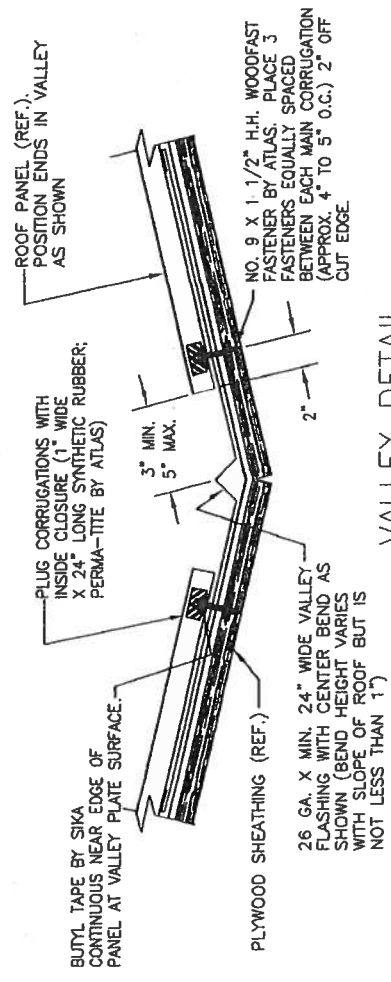 PLUG CORRUGATIONS WITH
INSIDE CLOSURE (1" WIDE
X 24" LONG SYNTHETIC RUBBER;
PERMA-TITE BY ATLAS)
ROOF PANEL (REF.).
POSITION ENDS IN VALLEY
AS SHOWN
BUTYL TAPE BY SIKA
CONTINUOUS NEAR EDGE OF
PANEL AT VALLEY PLATE SURFACE.
3" MIN.
5" MAX.
PLYWOOD SHEATHING (REF.)
26 GA. X MIN. 24" WIDE VALLEY
FLASHING WITH CENTER BEND AS
SHOWN (BEND HEIGHT VARIES
WITH SLOPE OF ROOF BUT IS
NOT LESS THAN 1")
2"
NO. 9 X 1 1/2" H.H. WOODFAST
FASTENER BY ATLAS. PLACE 3
FASTENERS EQUALLY SPACED
BETWEEN EACH MAIN CORRUGATION
(APPROX. 4" TO 5" O.C.) 2" OFF
CUT EDGE.
VALLEY DETAIL